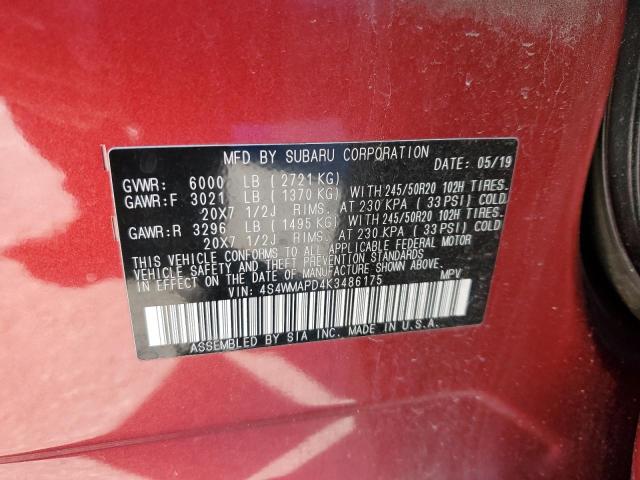 MFD BY SUBARU CORPORATION DATE: 05/19
GVWR: 6000 LB ( 2721 KG)
GAWR:F 3021 LB ( 1370 KG) WITH 245/50R20 102H TIRES.
20X7 1/2J RIMS. AT 230 KPA ( 33 PSI) COLD
GAWR:R 3296 LB ( 1495 KG) WITH 245/50R20 102H TIRES.
20X7 1/2J RIMS. AT 230 KPA ( 33 PSI) COLD
THIS VEHICLE CONFORMS TO ALL APPLICABLE FEDERAL MOTOR
VEHICLE SAFETY AND THEFT PREVENTION STANDARDS
IN EFFECT ON THE DATE OF MANUFACTURE SHOWN ABOVE.
VIN: 4S4WMAPD4K3486175 MPV
ASSEMBLED BY SIA INC. MADE IN U.S.A.